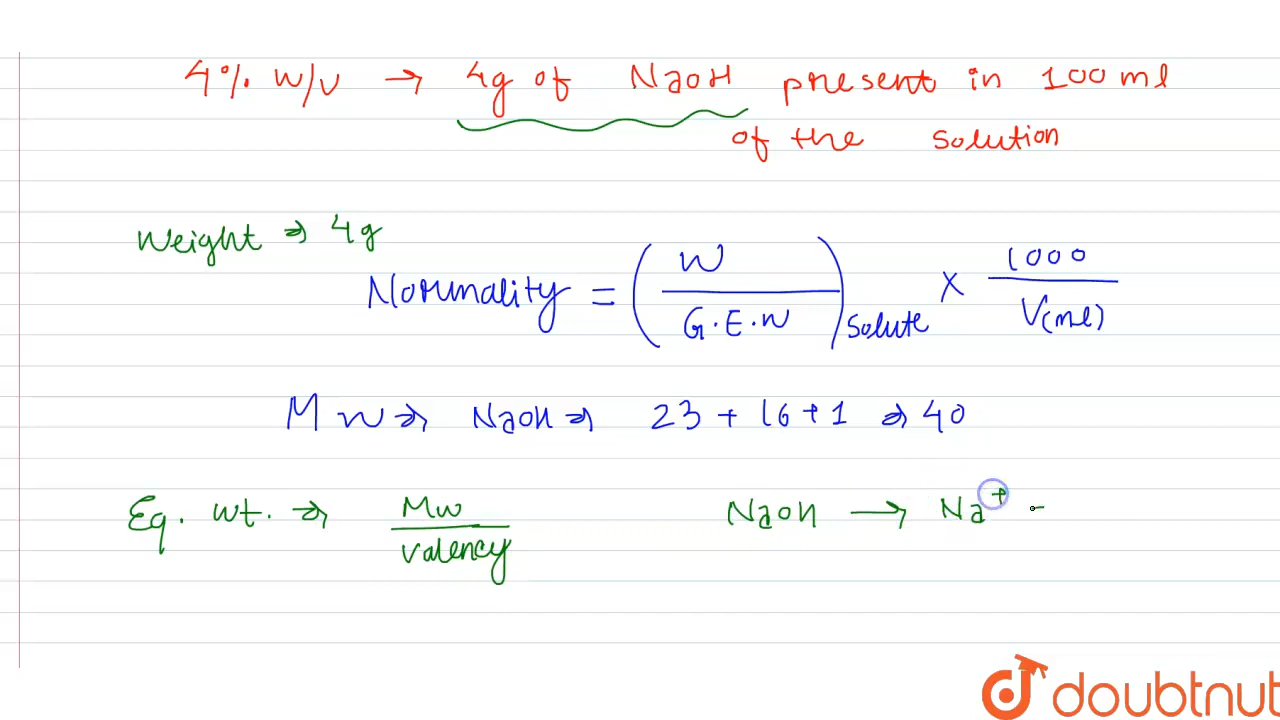 4% w/v → 4g of NaOH present in 100 ml
of the solution
Weight ⇒ 4g
Normality = (W / G.E.W) solute × 1000 / V(ml)
Mw ⇒ NaOH ⇒ 23 + 16 + 1 ⇒ 40
Eq. wt. ⇒ Mw / valency
NaOH → Na⁺ -
doubtnut